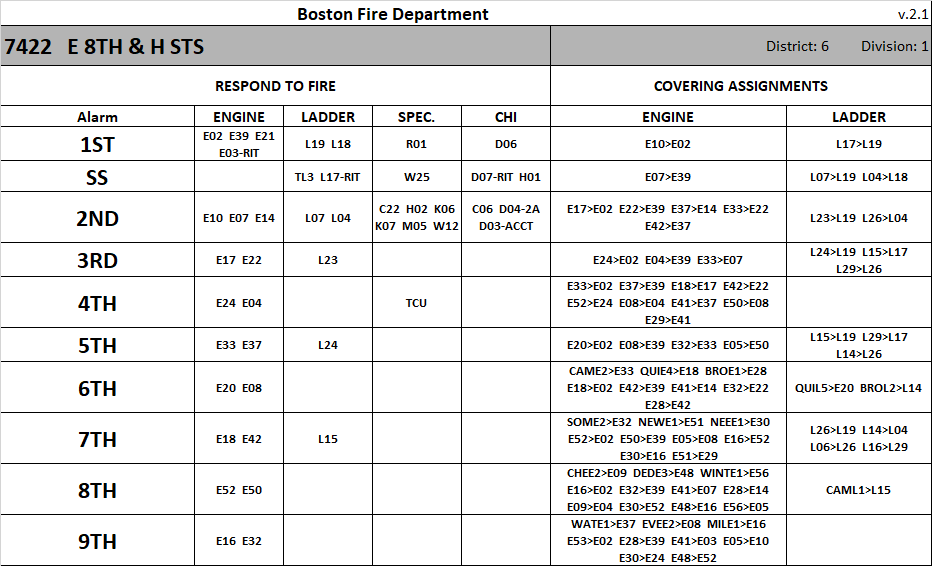 Boston Fire Department
v.2.1
7422 E 8TH & H STS
District: 6 Division: 1
RESPOND TO FIRE
COVERING ASSIGNMENTS
Alarm ENGINE LADDER SPEC. CHI ENGINE LADDER
1ST
E02 E39 E21
E03-RIT
L19 L18
R01
D06
E10>E02
L17>L19
SS
TL3 L17-RIT
W25
D07-RIT H01
E07>E39
L07>L19 L04>L18
2ND
E10 E07 E14
L07 L04
C22 H02 K06
K07 M05 W12
C06 D04-2A
D03-ACCT
E17>E02 E22>E39 E37>E14 E33>E22
E42>E37
L23>L19 L26>L04
3RD
E17 E22
L23
E24>E02 E04>E39 E33>E07
L24>L19 L15>L17
L29>L26
4TH
E24 E04
TCU
E33>E02 E37>E39 E18>E17 E42>E22
E52>E24 E08>E04 E41>E37 E50>E08
E29>E41
5TH
E33 E37
L24
E20>E02 E08>E39 E32>E33 E05>E50
L15>L19 L29>L17
L14>L26
6TH
E20 E08
CAME2>E33 QUIE4>E18 BROE1>E28
E18>E02 E42>E39 E41>E14 E32>E22
E28>E42
QUIL5>E20 BROL2>L14
7TH
E18 E42
L15
SOME2>E32 NEWE1>E51 NEEE1>E30
E52>E02 E50>E39 E05>E08 E16>E52
E30>E16 E51>E29
L26>L19 L14>L04
L06>L26 L16>L29
8TH
E52 E50
CHEE2>E09 DEDE3>E48 WINTE1>E56
E16>E02 E32>E39 E41>E07 E28>E14
E09>E04 E30>E52 E48>E16 E56>E05
CAML1>L15
9TH
E16 E32
WATE1>E37 EVEE2>E08 MILE1>E16
E53>E02 E28>E39 E41>E03 E05>E10
E30>E24 E48>E52